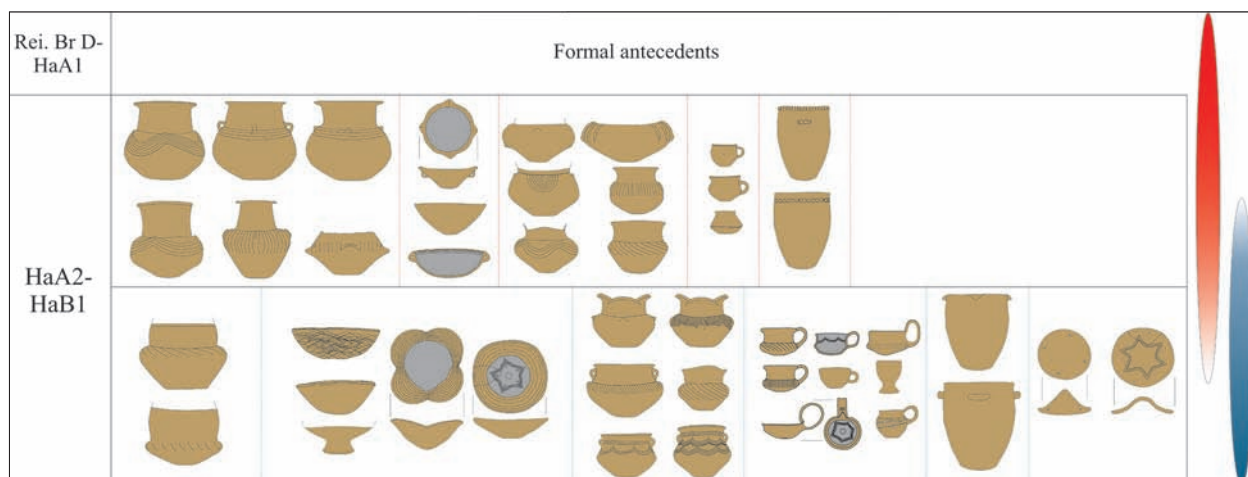 Rei. Br D-
HaA1
Formal antecedents
HaA2-
HaB1